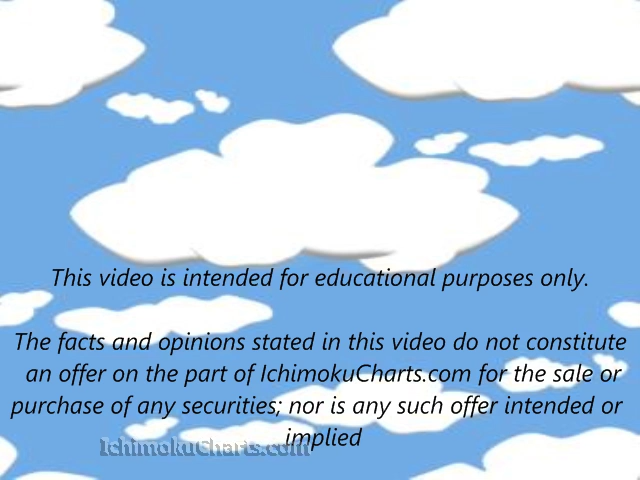 This video is intended for educational purposes only.
The facts and opinions stated in this video do not constitute
an offer on the part of IchimokuCharts.com for the sale or
purchase of any securities; nor is any such offer intended or
implied
IchimokuCharts.com